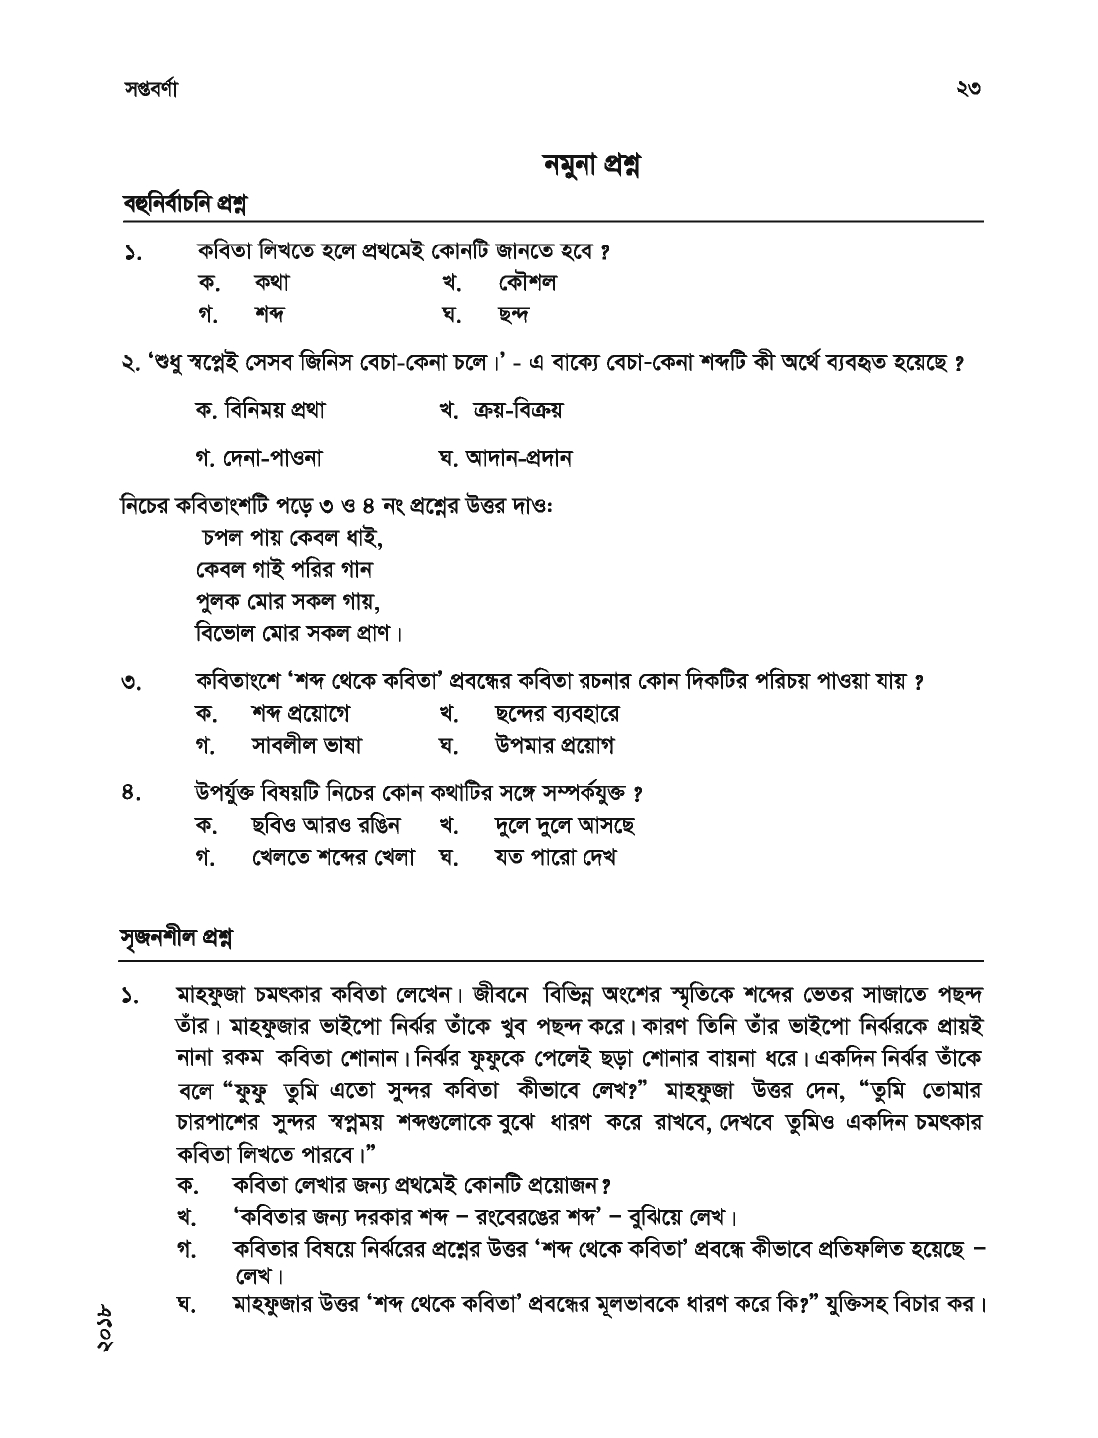 সপ্তবর্ণা ২৩
নমুনা প্রশ্ন
বহুনির্বাচনি প্রশ্ন
১. কবিতা লিখতে হলে প্রথমেই কোনটি জানতে হবে ?
ক. কথা খ. কৌশল
গ. শব্দ ঘ. ছন্দ
২. ‘শুধু স্বপ্নেই সেসব জিনিস বেচা-কেনা চলে।’ - এ বাক্যে বেচা-কেনা শব্দটি কী অর্থে ব্যবহৃত হয়েছে ?
ক. বিনিময় প্রথা খ. ক্রয়-বিক্রয়
গ. দেনা-পাওনা ঘ. আদান-প্রদান
নিচের কবিতাংশটি পড়ে ৩ ও ৪ নং প্রশ্নের উত্তর দাও:
চপল পায় কেবল ধাই,
কেবল গাই পরির গান
পুলক মোর সকল গায়,
বিভোল মোর সকল প্রাণ।
৩. কবিতাংশে ‘শব্দ থেকে কবিতা’ প্রবন্ধের কবিতা রচনার কোন দিকটির পরিচয় পাওয়া যায় ?
ক. শব্দ প্রয়োগে খ. ছন্দের ব্যবহারে
গ. সাবলীল ভাষা ঘ. উপমার প্রয়োগ
৪. উপর্যুক্ত বিষয়টি নিচের কোন কথাটির সঙ্গে সম্পর্কযুক্ত ?
ক. ছবিও আরও রঙিন খ. দুলে দুলে আসছে
গ. খেলতে শব্দের খেলা ঘ. যত পারো দেখ
সৃজনশীল প্রশ্ন
১. মাহফুজা চমৎকার কবিতা লেখেন। জীবনে বিভিন্ন অংশের স্মৃতিকে শব্দের ভেতর সাজাতে পছন্দ
তাঁর। মাহফুজার ভাইপো নির্ঝর তাঁকে খুব পছন্দ করে। কারণ তিনি তাঁর ভাইপো নির্ঝরকে প্রায়ই
নানা রকম কবিতা শোনান। নির্ঝর ফুফুকে পেলেই ছড়া শোনার বায়না ধরে। একদিন নির্ঝর তাঁকে
বলে “ফুফু তুমি এতো সুন্দর কবিতা কীভাবে লেখ?” মাহফুজা উত্তর দেন, “তুমি তোমার
চারপাশের সুন্দর স্বপ্নময় শব্দগুলোকে বুঝে ধারণ করে রাখবে, দেখবে তুমিও একদিন চমৎকার
কবিতা লিখতে পারবে।”
ক. কবিতা লেখার জন্য প্রথমেই কোনটি প্রয়োজন?
খ. ‘কবিতার জন্য দরকার শব্দ – রংবেরঙের শব্দ’ – বুঝিয়ে লেখ।
গ. কবিতার বিষয়ে নির্ঝরের প্রশ্নের উত্তর ‘শব্দ থেকে কবিতা’ প্রবন্ধে কীভাবে প্রতিফলিত হয়েছে –
লেখ।
ঘ. মাহফুজার উত্তর ‘শব্দ থেকে কবিতা’ প্রবন্ধের মূলভাবকে ধারণ করে কি?” যুক্তিসহ বিচার কর।
২০১৮